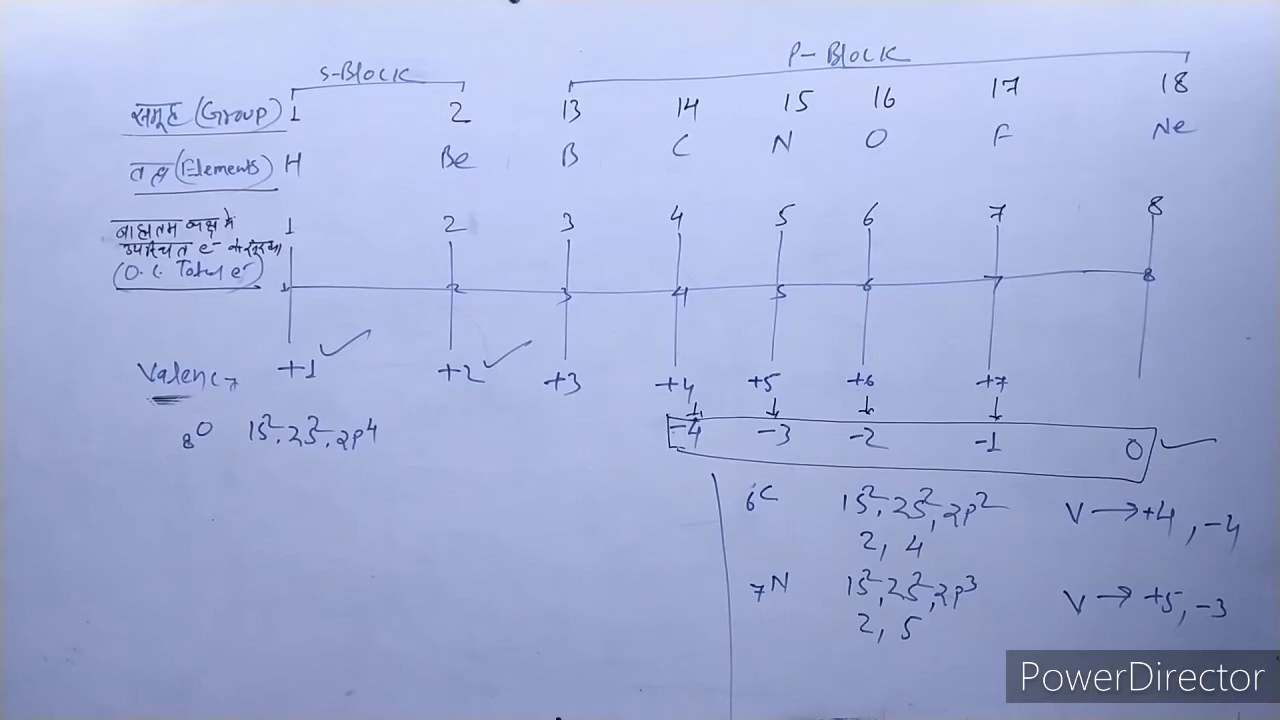 S-Block P-Block
समूह (Group) 1 2 13 14 15 16 17 18
तत्व (Elements) H Be B C N O F Ne
बाह्यतम कक्ष में 1 2 3 4 5 6 7 8
उपस्थित e⁻ की संख्या
(O.C. Total e⁻)
1 2 3 4 5 6 7 8
Valency +1 +2 +3 +4 +5 +6 +7
-4 -3 -2 -1 0
₈O 1s², 2s², 2p⁴
₆C 1s², 2s², 2p² V → +4, -4
2, 4
₇N 1s², 2s², 2p³ V → +5, -3
2, 5
PowerDirector